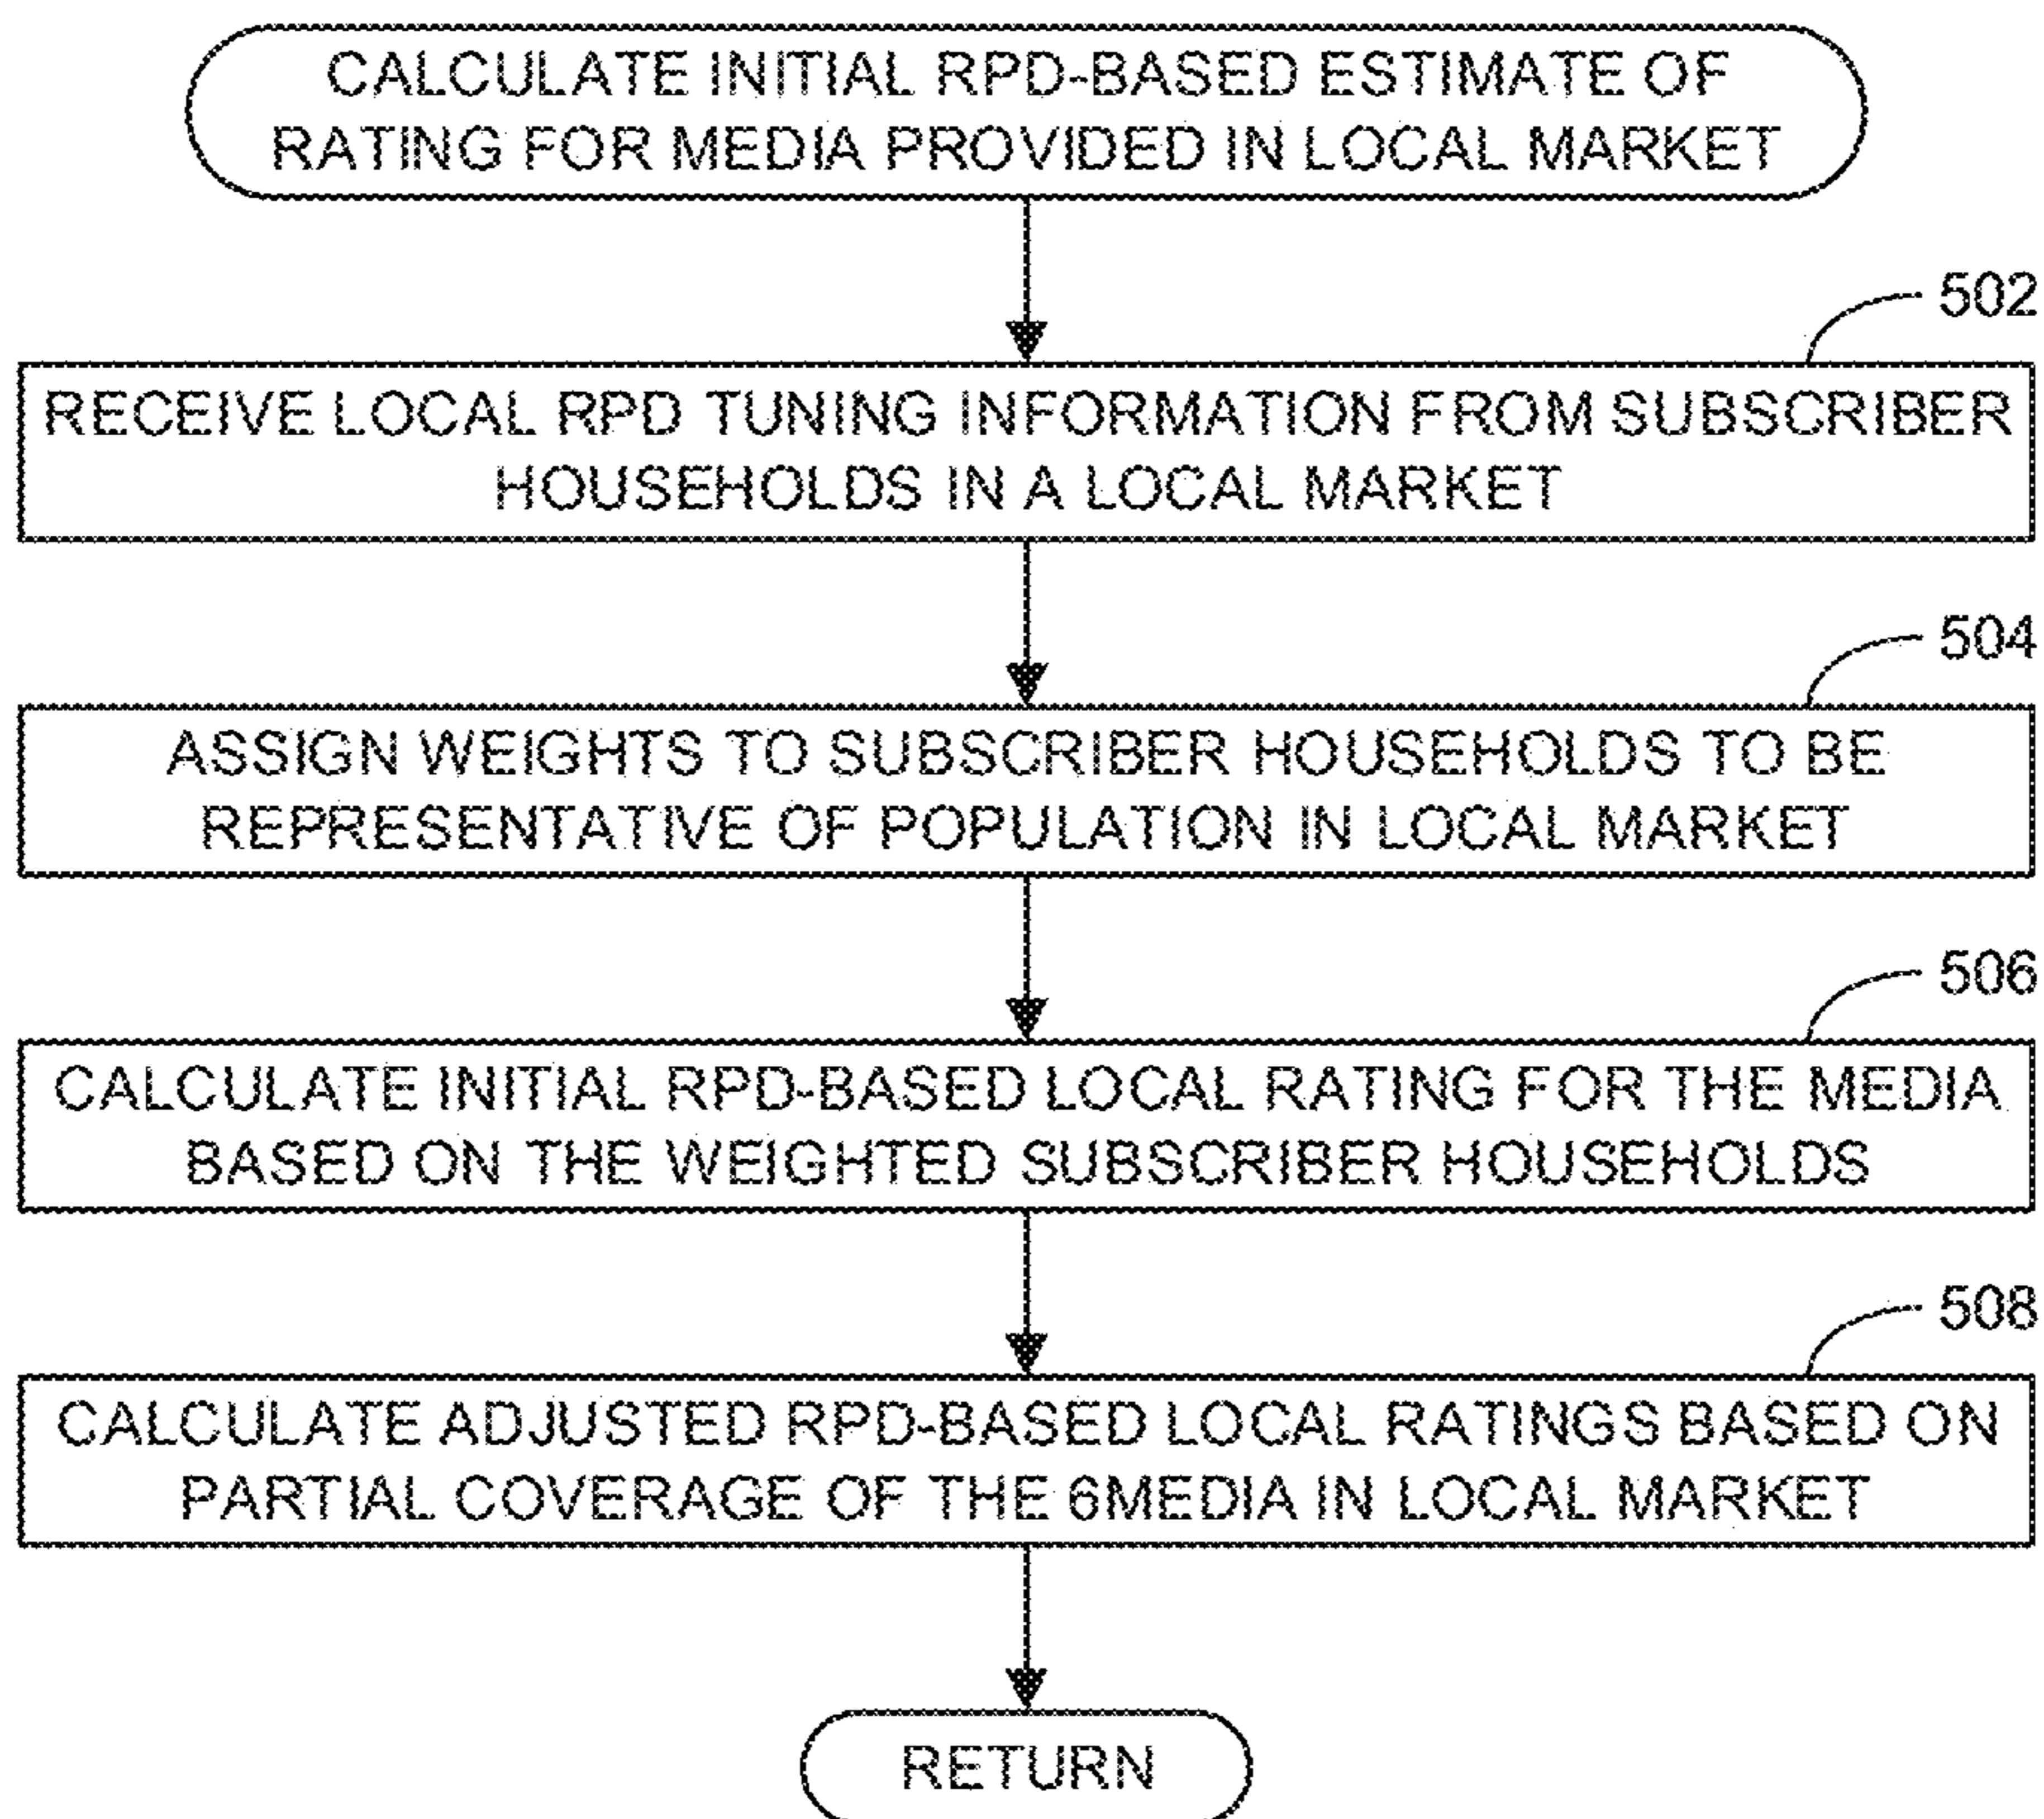 CALCULATE INITIAL RPD-BASED ESTIMATE OF
RATING FOR MEDIA PROVIDED IN LOCAL MARKET
502
RECEIVE LOCAL RPD TUNING INFORMATION FROM SUBSCRIBER
HOUSEHOLDS IN A LOCAL MARKET
504
ASSIGN WEIGHTS TO SUBSCRIBER HOUSEHOLDS TO BE
REPRESENTATIVE OF POPULATION IN LOCAL MARKET
506
CALCULATE INITIAL RPD-BASED LOCAL RATING FOR THE MEDIA
BASED ON THE WEIGHTED SUBSCRIBER HOUSEHOLDS
508
CALCULATE ADJUSTED RPD-BASED LOCAL RATINGS BASED ON
PARTIAL COVERAGE OF THE 6MEDIA IN LOCAL MARKET
RETURN